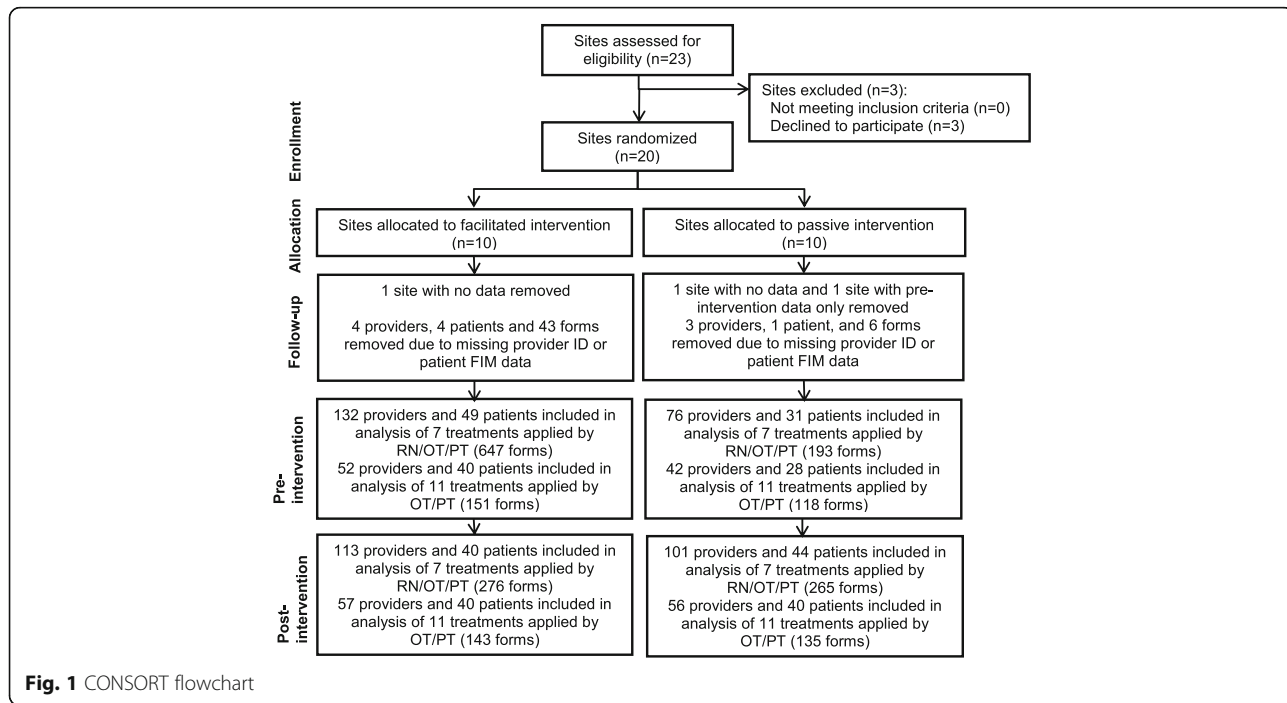 Sites assessed for
eligibility (n=23)
Sites excluded (n=3):
Not meeting inclusion criteria (n=0)
Declined to participate (n=3)
Enrollment
Sites randomized
(n=20)
Allocation
Sites allocated to facilitated intervention
(n=10)
Sites allocated to passive intervention
(n=10)
Follow-up
1 site with no data removed
4 providers, 4 patients and 43 forms
removed due to missing provider ID or
patient FIM data
1 site with no data and 1 site with pre-
intervention data only removed
3 providers, 1 patient, and 6 forms
removed due to missing provider ID or
patient FIM data
Pre-
intervention
132 providers and 49 patients included in
analysis of 7 treatments applied by
RN/OT/PT (647 forms)
52 providers and 40 patients included in
analysis of 11 treatments applied by
OT/PT (151 forms)
76 providers and 31 patients included in
analysis of 7 treatments applied by
RN/OT/PT (193 forms)
42 providers and 28 patients included in
analysis of 11 treatments applied by
OT/PT (118 forms)
Post-
intervention
113 providers and 40 patients included in
analysis of 7 treatments applied by
RN/OT/PT (276 forms)
57 providers and 40 patients included in
analysis of 11 treatments applied by
OT/PT (143 forms)
101 providers and 44 patients included in
analysis of 7 treatments applied by
RN/OT/PT (265 forms)
56 providers and 40 patients included in
analysis of 11 treatments applied by
OT/PT (135 forms)
Fig. 1 CONSORT flowchart